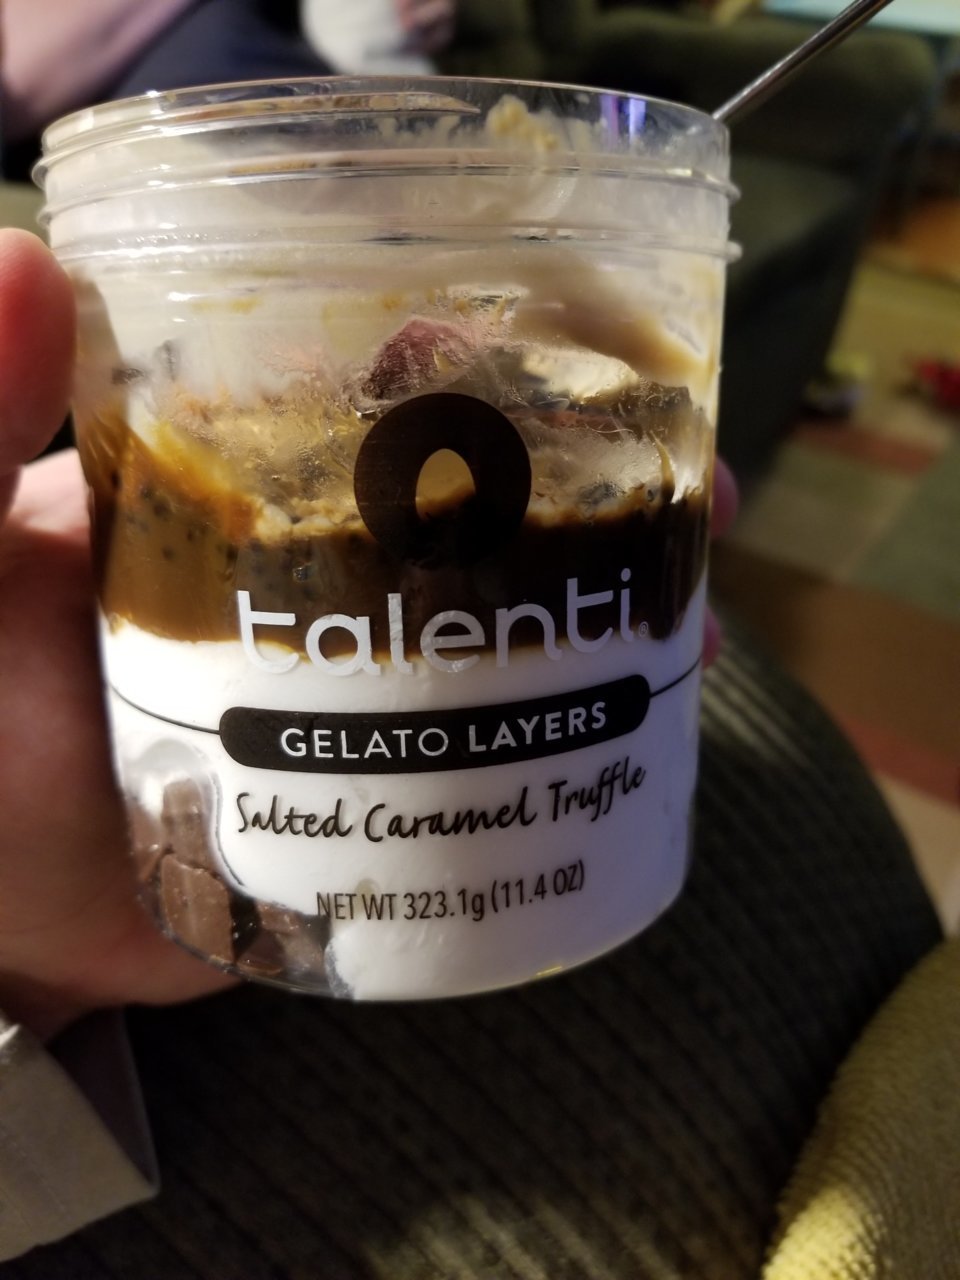 talenti®
GELATO LAYERS
Salted Caramel Truffle
NET WT 323.1g (11.4 OZ)